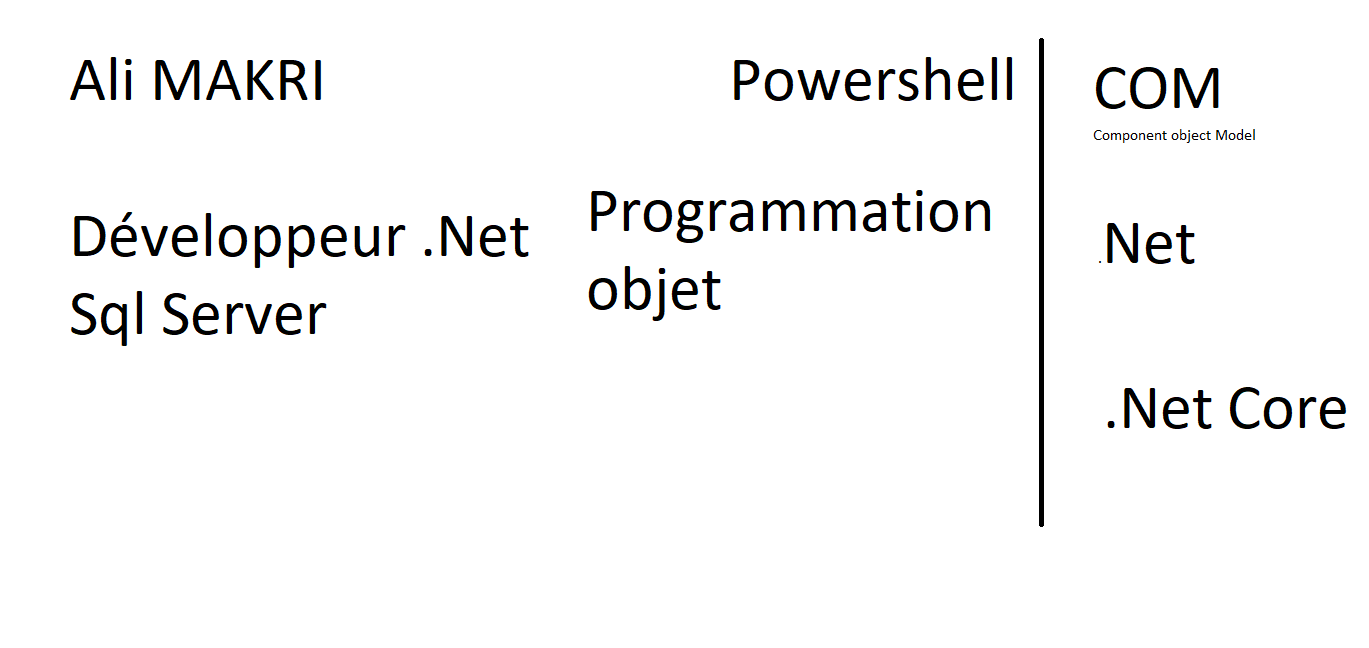 Ali MAKRI
Développeur .Net
Sql Server
Powershell
Programmation
objet
COM
Component object Model
.Net
.Net Core